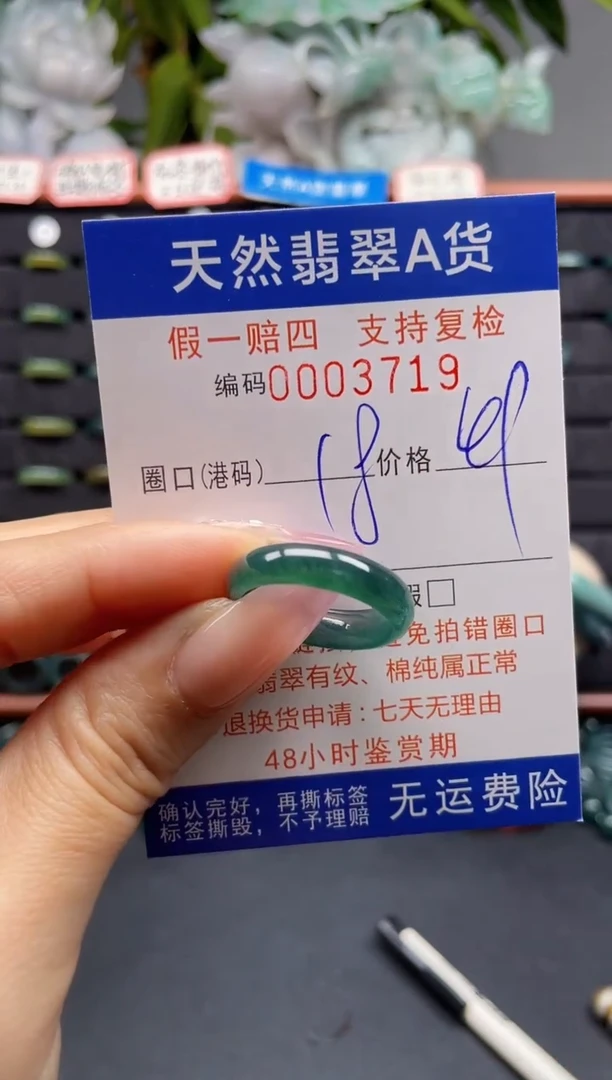 天然翡翠A货
假一赔四 支持复检
编码0003719
圈口(港码) 18 价格
免拍错圈口
翡翠有纹、棉纯属正常
退换货申请:七天无理由
48小时鉴赏期
确认完好,再撕标签
标签撕毁,不予理赔
无运费险